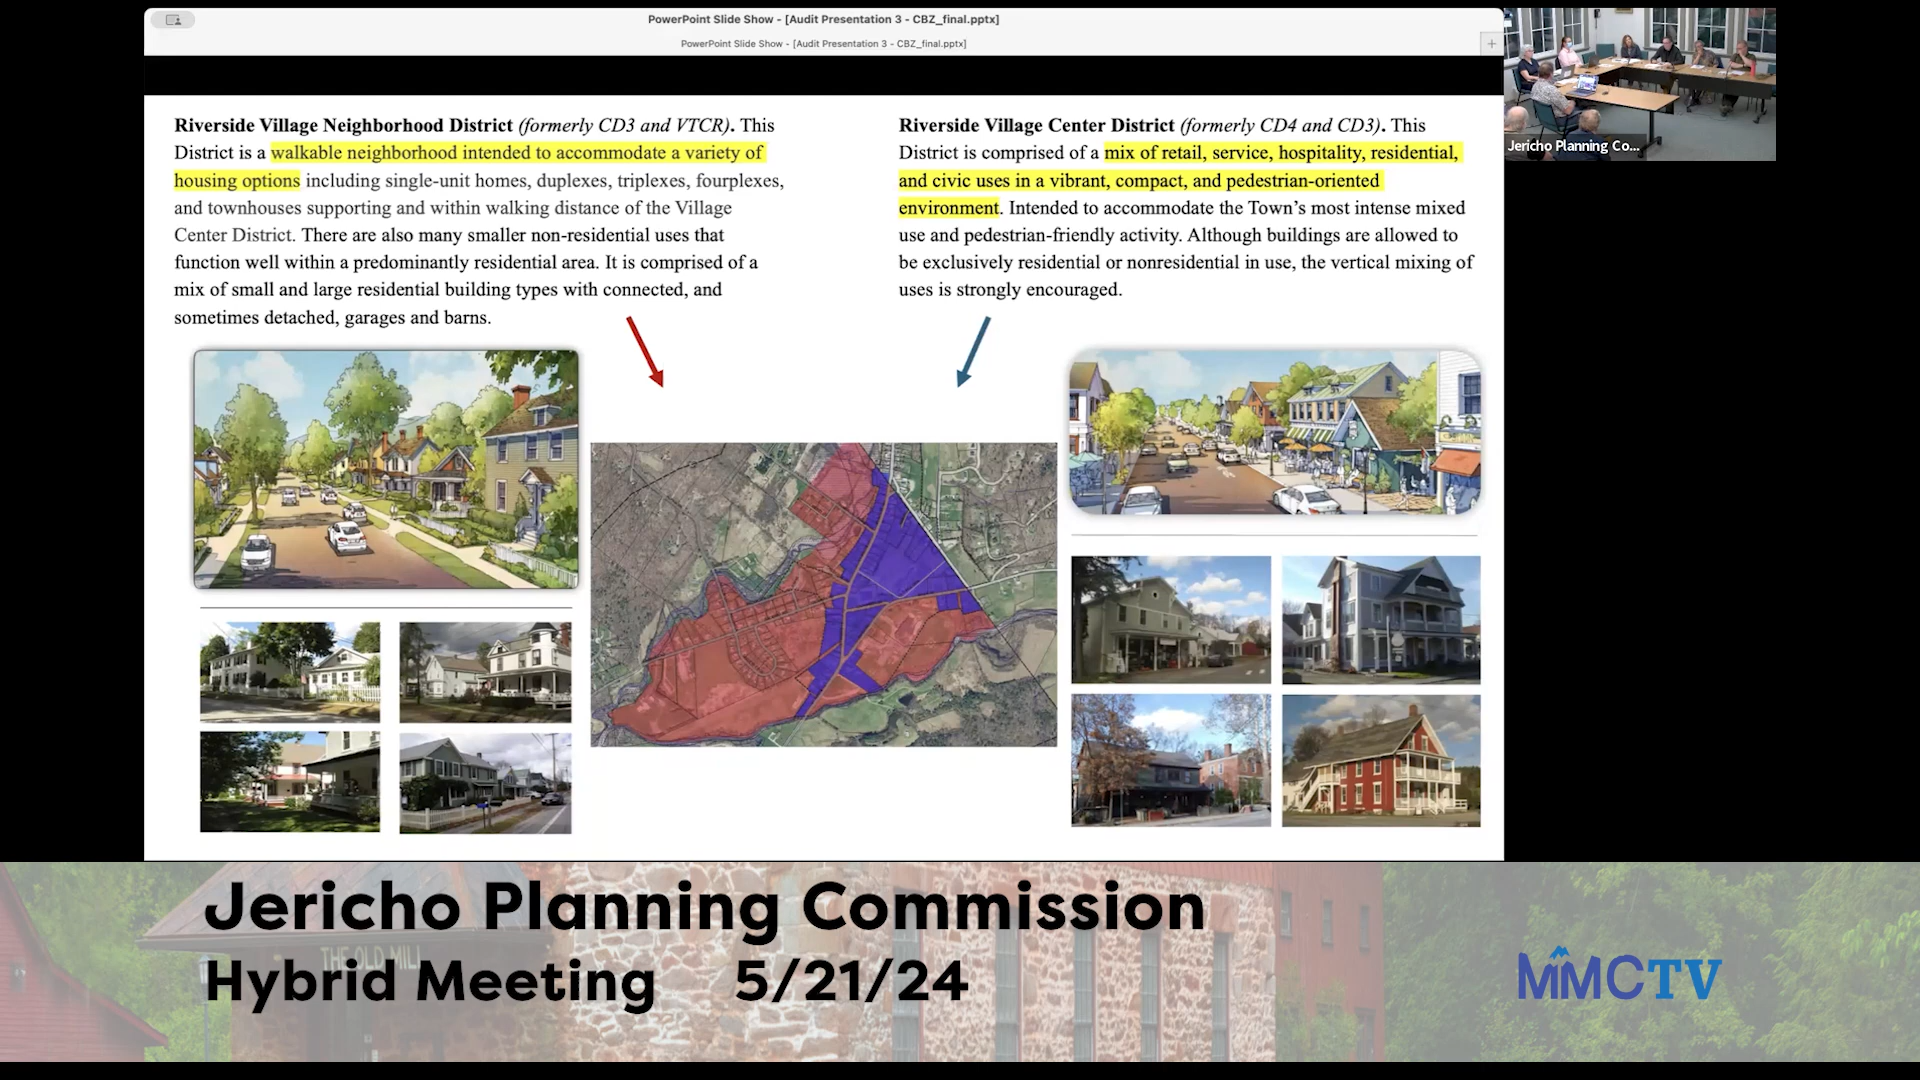 PowerPoint Slide Show - [Audit Presentation 3 - CBZ_final.pptx]
PowerPoint Slide Show - [Audit Presentation 3 - CBZ_final.pptx]
Riverside Village Neighborhood District (formerly CD3 and VTCR). This
District is a walkable neighborhood intended to accommodate a variety of
housing options including single-unit homes, duplexes, triplexes, fourplexes,
and townhouses supporting and within walking distance of the Village
Center District. There are also many smaller non-residential uses that
function well within a predominantly residential area. It is comprised of a
mix of small and large residential building types with connected, and
sometimes detached, garages and barns.
Riverside Village Center District (formerly CD4 and CD3). This
District is comprised of a mix of retail, service, hospitality, residential,
and civic uses in a vibrant, compact, and pedestrian-oriented
environment. Intended to accommodate the Town's most intense mixed
use and pedestrian-friendly activity. Although buildings are allowed to
be exclusively residential or nonresidential in use, the vertical mixing of
uses is strongly encouraged.
Jericho Planning Co...
Jericho Planning Commission
THE OLD MILL
Hybrid Meeting 5/21/24
MMCTV